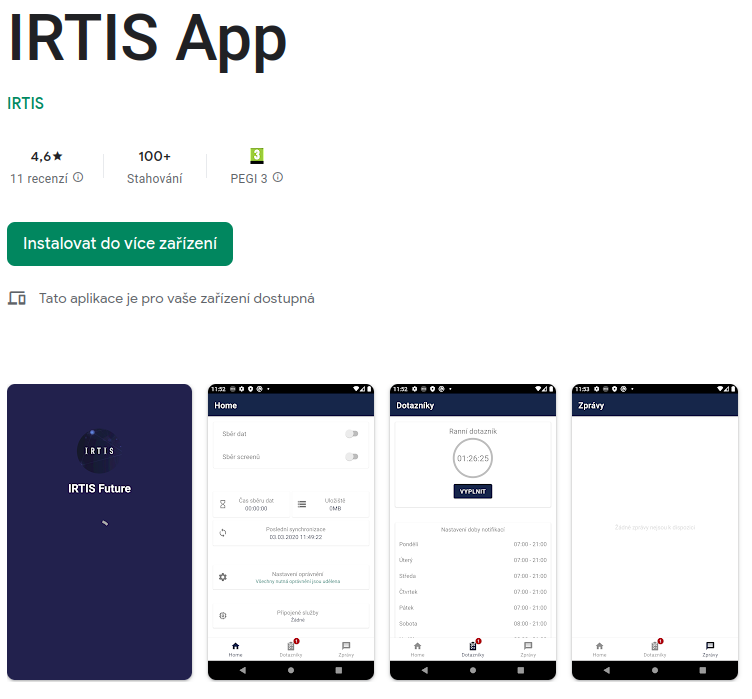 IRTIS App
IRTIS
4,6★ 100+ 3
11 recenzí Stahování PEGI 3
Instalovat do více zařízení
Tato aplikace je pro vaše zařízení dostupná
IRTIS
IRTIS Future
11:52
Home
Sběr dat
Sběr screenů
Čas sběru dat
00:00:00
Uložiště
0MB
Poslední synchronizace
03.03.2020 11:49:22
Nastavení oprávnění
Všechny nutná oprávnění jsou udělena
Připojené služby
Žádné
Home Dotazníky 1 Zprávy
11:52
Dotazníky
Ranní dotazník
01:26:25
VYPLNIT
Nastavení doby notifikací
Pondělí 07:00 - 21:00
Úterý 07:00 - 21:00
Středa 07:00 - 21:00
Čtvrtek 07:00 - 21:00
Pátek 07:00 - 21:00
Sobota 08:00 - 21:00
Home Dotazníky 1 Zprávy
11:53
Zprávy
Žádné zprávy nejsou k dispozici
Home Dotazníky 1 Zprávy